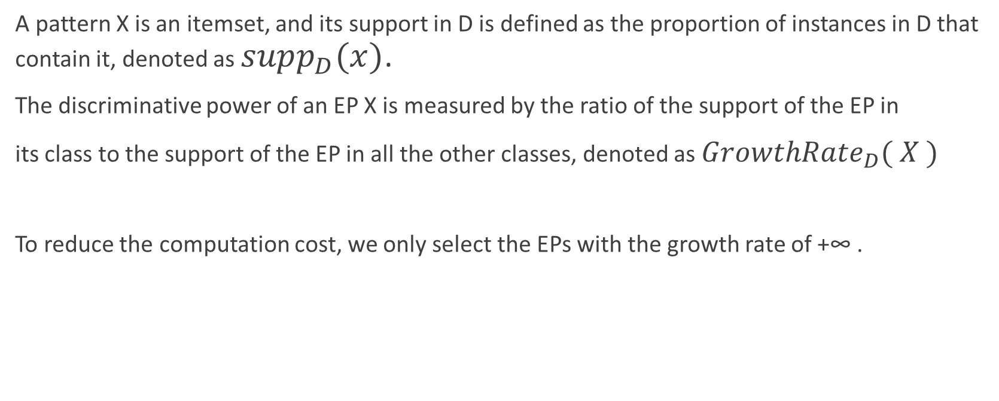 A pattern X is an itemset, and its support in D is defined as the proportion of instances in D that
contain it, denoted as supp_D(x).
The discriminative power of an EP X is measured by the ratio of the support of the EP in
its class to the support of the EP in all the other classes, denoted as GrowthRate_D( X )
To reduce the computation cost, we only select the EPs with the growth rate of +∞ .